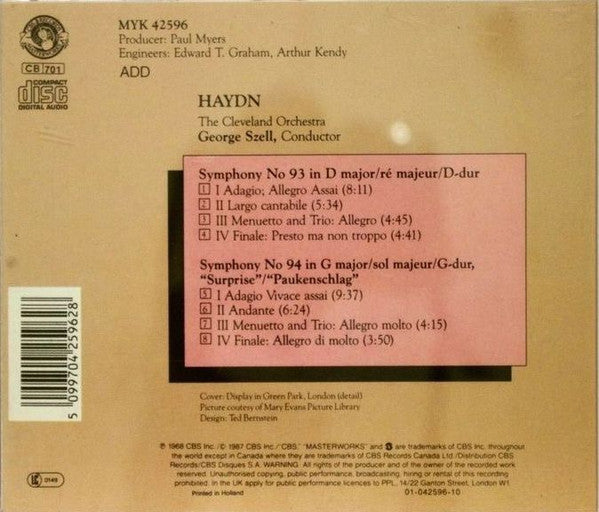 MYK 42596
Producer: Paul Myers
Engineers: Edward T. Graham, Arthur Kendy
ADD
CB 701
COMPACT
disc
DIGITAL AUDIO
HAYDN
The Cleveland Orchestra
George Szell, Conductor
Symphony No 93 in D major/ré majeur/D-dur
1 I Adagio; Allegro Assai (8:11)
2 II Largo cantabile (5:34)
3 III Menuetto and Trio: Allegro (4:45)
4 IV Finale: Presto ma non troppo (4:41)
Symphony No 94 in G major/sol majeur/G-dur,
“Surprise”/“Paukenschlag”
5 I Adagio Vivace assai (9:37)
6 II Andante (6:24)
7 III Menuetto and Trio: Allegro molto (4:15)
8 IV Finale: Allegro di molto (3:50)
5 099704 259628
Cover: Display in Green Park, London (detail)
Picture coutesy of Mary Evans Picture Library
Design: Ted Bernstein
℗ 1968 CBS Inc./© 1987 CBS Inc./“CBS,” “MASTERWORKS” and are trademarks of CBS Inc. throughout
the world except in Canada where they are trademarks of CBS Records Canada Ltd./Distribution CBS
Records/CBS Disques S.A. WARNING. All rights of the producer and of the owner of the recorded work
reserved. Unauthorised copying, public performance, broadcasting, hiring or rental of this recording
prohibited. In the UK apply for public performance licences to PPL, 14/22 Ganton Street, London W1
Printed in Holland
01-042596-10
0149